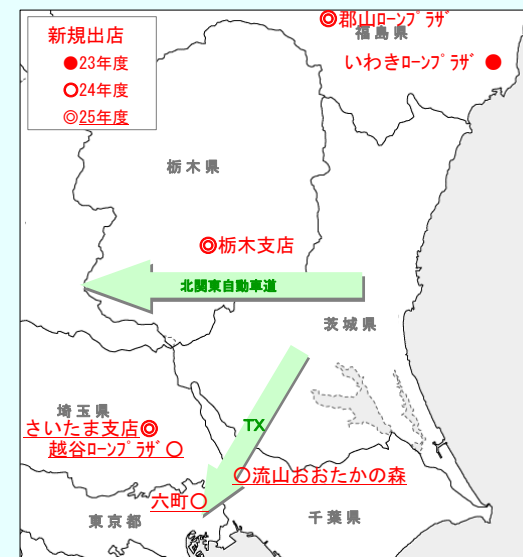 新規出店
●23年度
○24年度
◎25年度
◎郡山ローンプラザ
福島県
いわきローンプラザ ●
栃木県
◎栃木支店
北関東自動車道
茨城県
埼玉県
さいたま支店◎
越谷ローンプラザ○
TX
○流山おおたかの森
六町○
東京都
千葉県